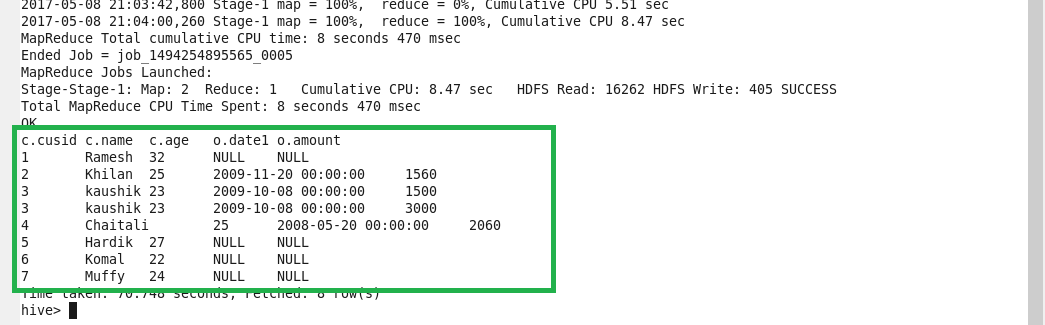 2017-05-08 21:03:42,800 Stage-1 map = 100%,  reduce = 0%, Cumulative CPU 5.51 sec
2017-05-08 21:04:00,260 Stage-1 map = 100%,  reduce = 100%, Cumulative CPU 8.47 sec
MapReduce Total cumulative CPU time: 8 seconds 470 msec
Ended Job = job_1494254895565_0005
MapReduce Jobs Launched:
Stage-Stage-1: Map: 2  Reduce: 1   Cumulative CPU: 8.47 sec   HDFS Read: 16262 HDFS Write: 405 SUCCESS
Total MapReduce CPU Time Spent: 8 seconds 470 msec
OK
c.cusid c.name  c.age   o.date1 o.amount
1       Ramesh  32      NULL    NULL
2       Khilan  25      2009-11-20 00:00:00     1560
3       kaushik 23      2009-10-08 00:00:00     1500
3       kaushik 23      2009-10-08 00:00:00     3000
4       Chaitali        25      2008-05-20 00:00:00     2060
5       Hardik  27      NULL    NULL
6       Komal   22      NULL    NULL
7       Muffy   24      NULL    NULL
Time taken: 70.748 seconds, Fetched: 8 row(s)
hive>